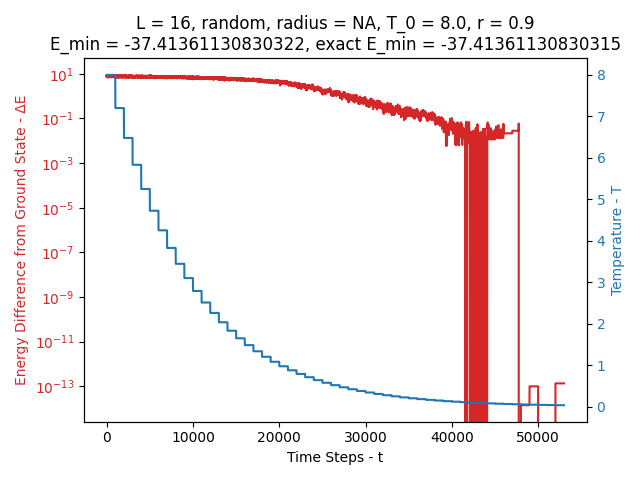 L = 16, random, radius = NA, T_0 = 8.0, r = 0.9
E_min = -37.41361130830322, exact E_min = -37.41361130830315
10^1
10^-1
10^-3
10^-5
10^-7
10^-9
10^-11
10^-13
Energy Difference from Ground State - ΔE
8
7
6
5
4
3
2
1
0
Temperature - T
0 10000 20000 30000 40000 50000
Time Steps - t